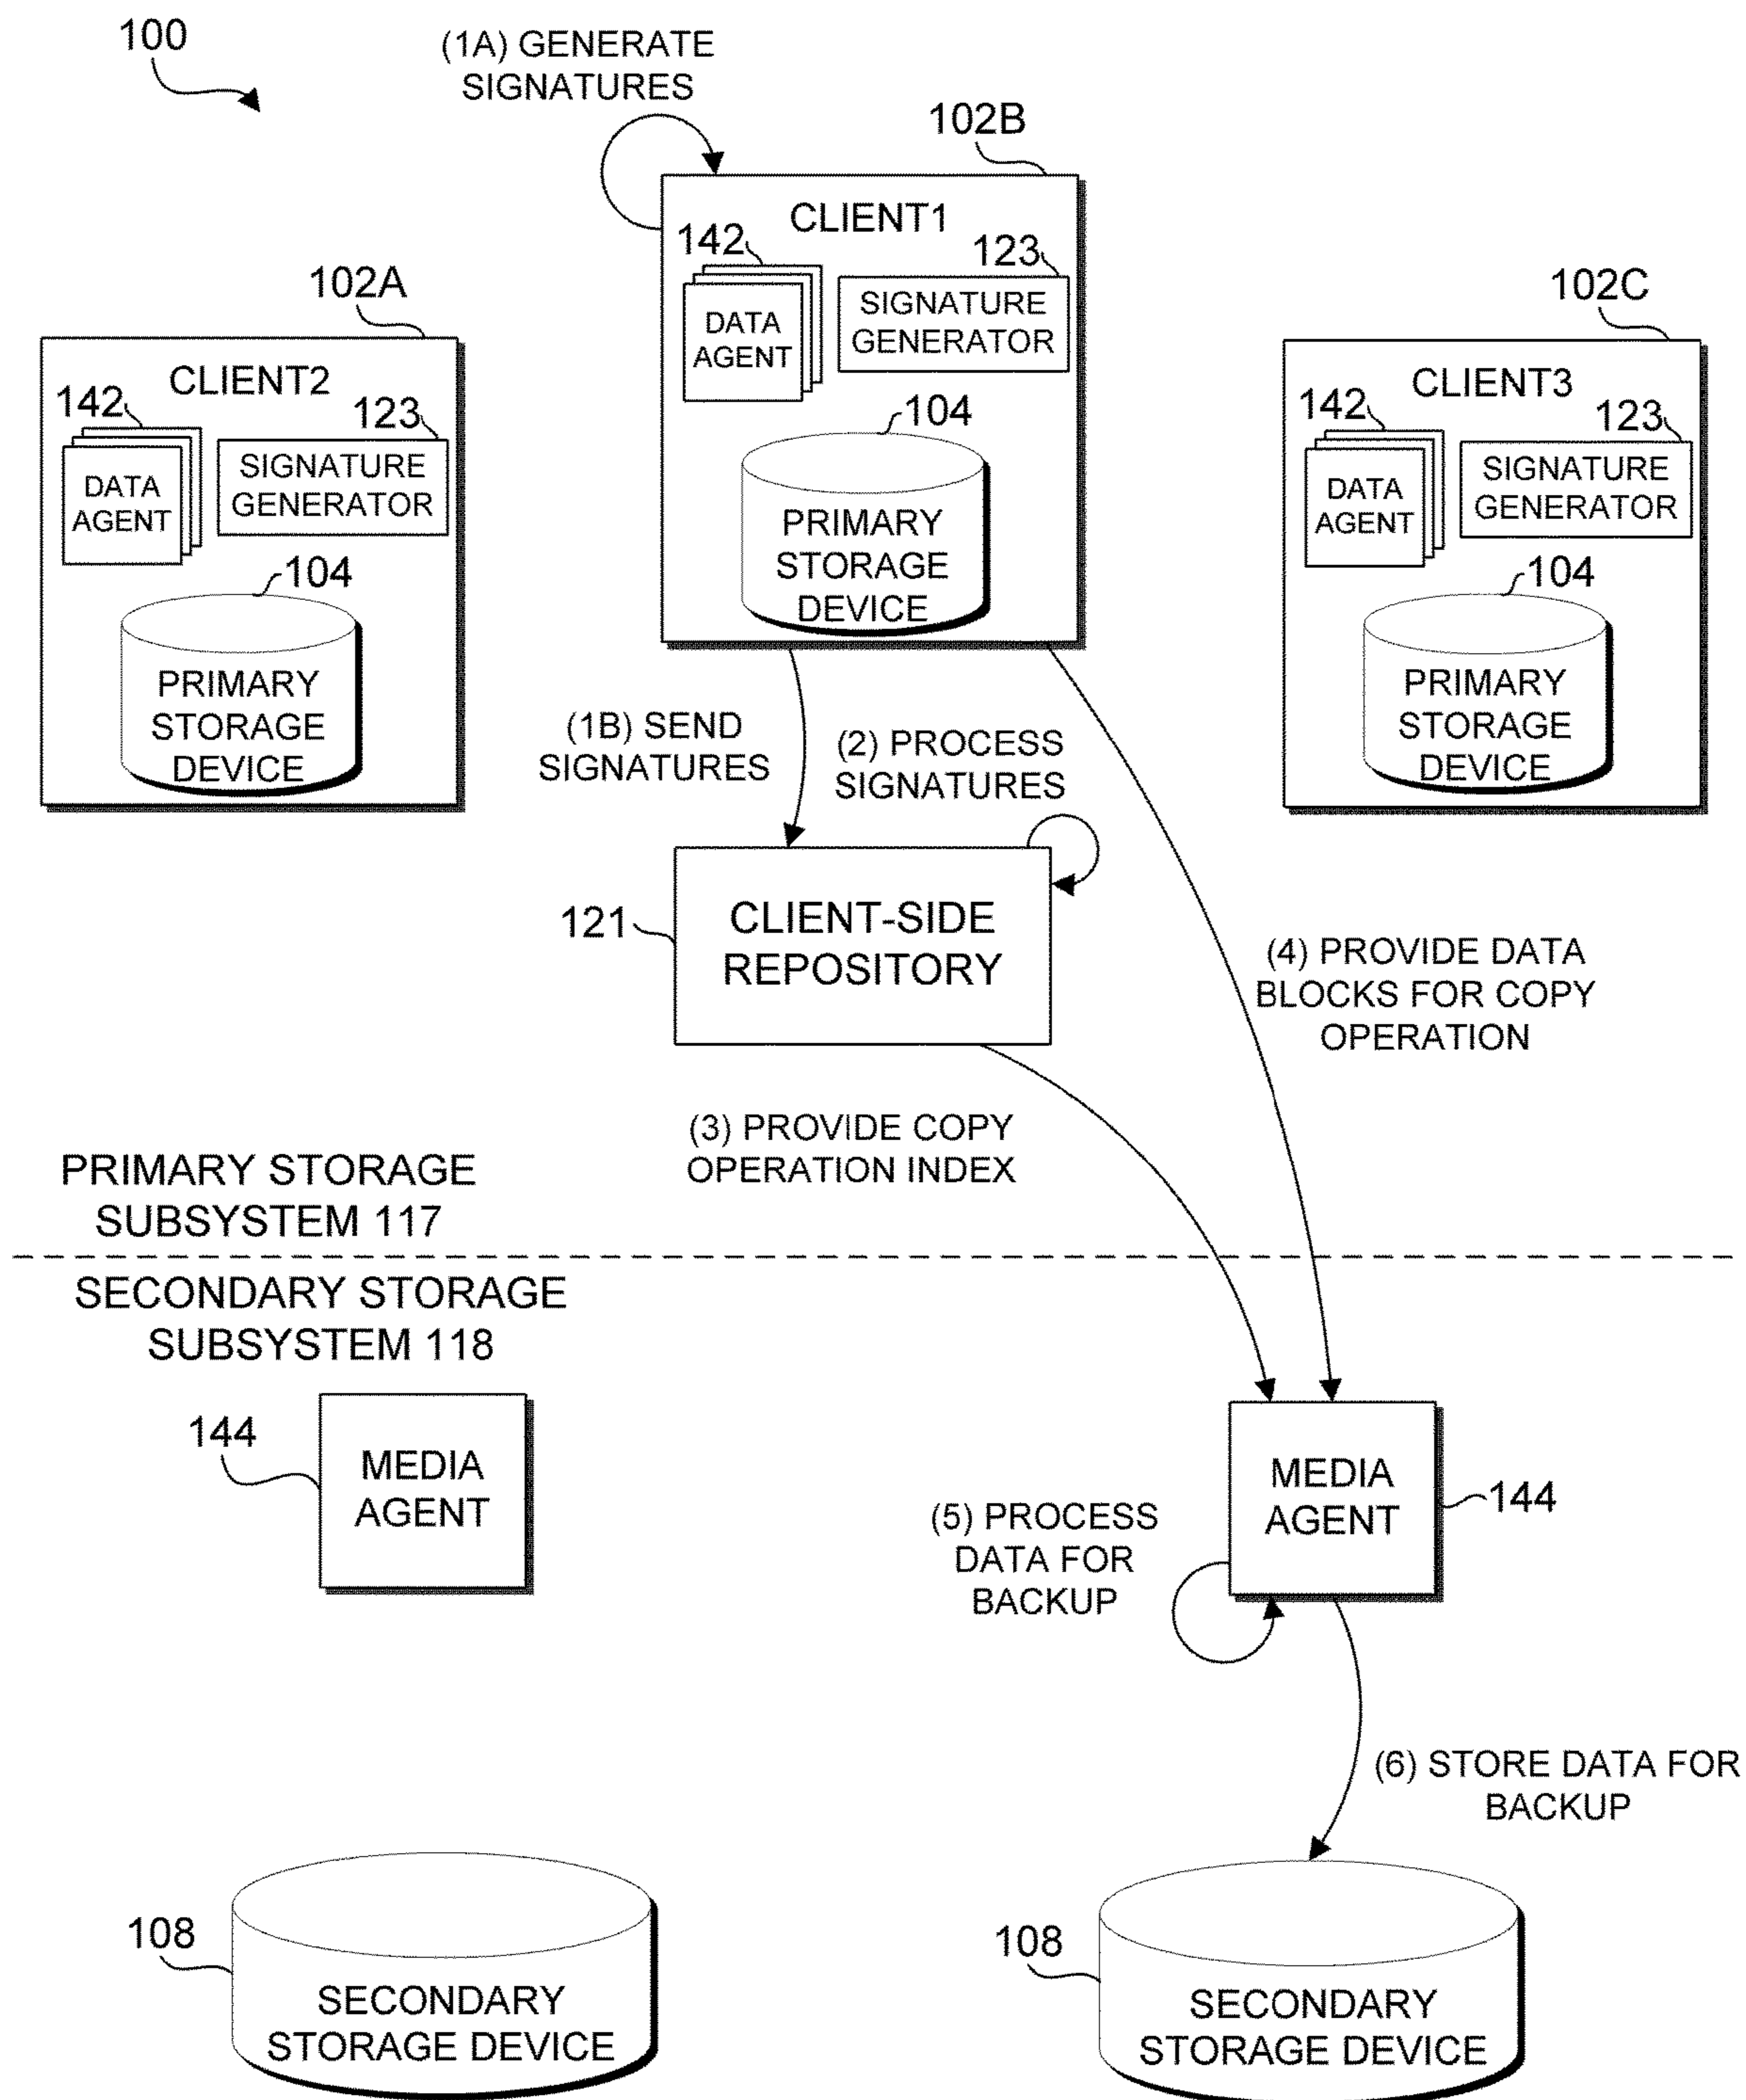 100
(1A) GENERATE
SIGNATURES
102B
CLIENT1
142
123
DATA
AGENT
SIGNATURE
GENERATOR
104
PRIMARY
STORAGE
DEVICE
102A
CLIENT2
142
123
DATA
AGENT
SIGNATURE
GENERATOR
104
PRIMARY
STORAGE
DEVICE
102C
CLIENT3
142
123
DATA
AGENT
SIGNATURE
GENERATOR
104
PRIMARY
STORAGE
DEVICE
(1B) SEND
SIGNATURES
(2) PROCESS
SIGNATURES
121
CLIENT-SIDE
REPOSITORY
(4) PROVIDE DATA
BLOCKS FOR COPY
OPERATION
(3) PROVIDE COPY
OPERATION INDEX
PRIMARY STORAGE
SUBSYSTEM 117
SECONDARY STORAGE
SUBSYSTEM 118
144
MEDIA
AGENT
MEDIA
AGENT
144
(5) PROCESS
DATA FOR
BACKUP
(6) STORE DATA FOR
BACKUP
108
SECONDARY
STORAGE DEVICE
108
SECONDARY
STORAGE DEVICE